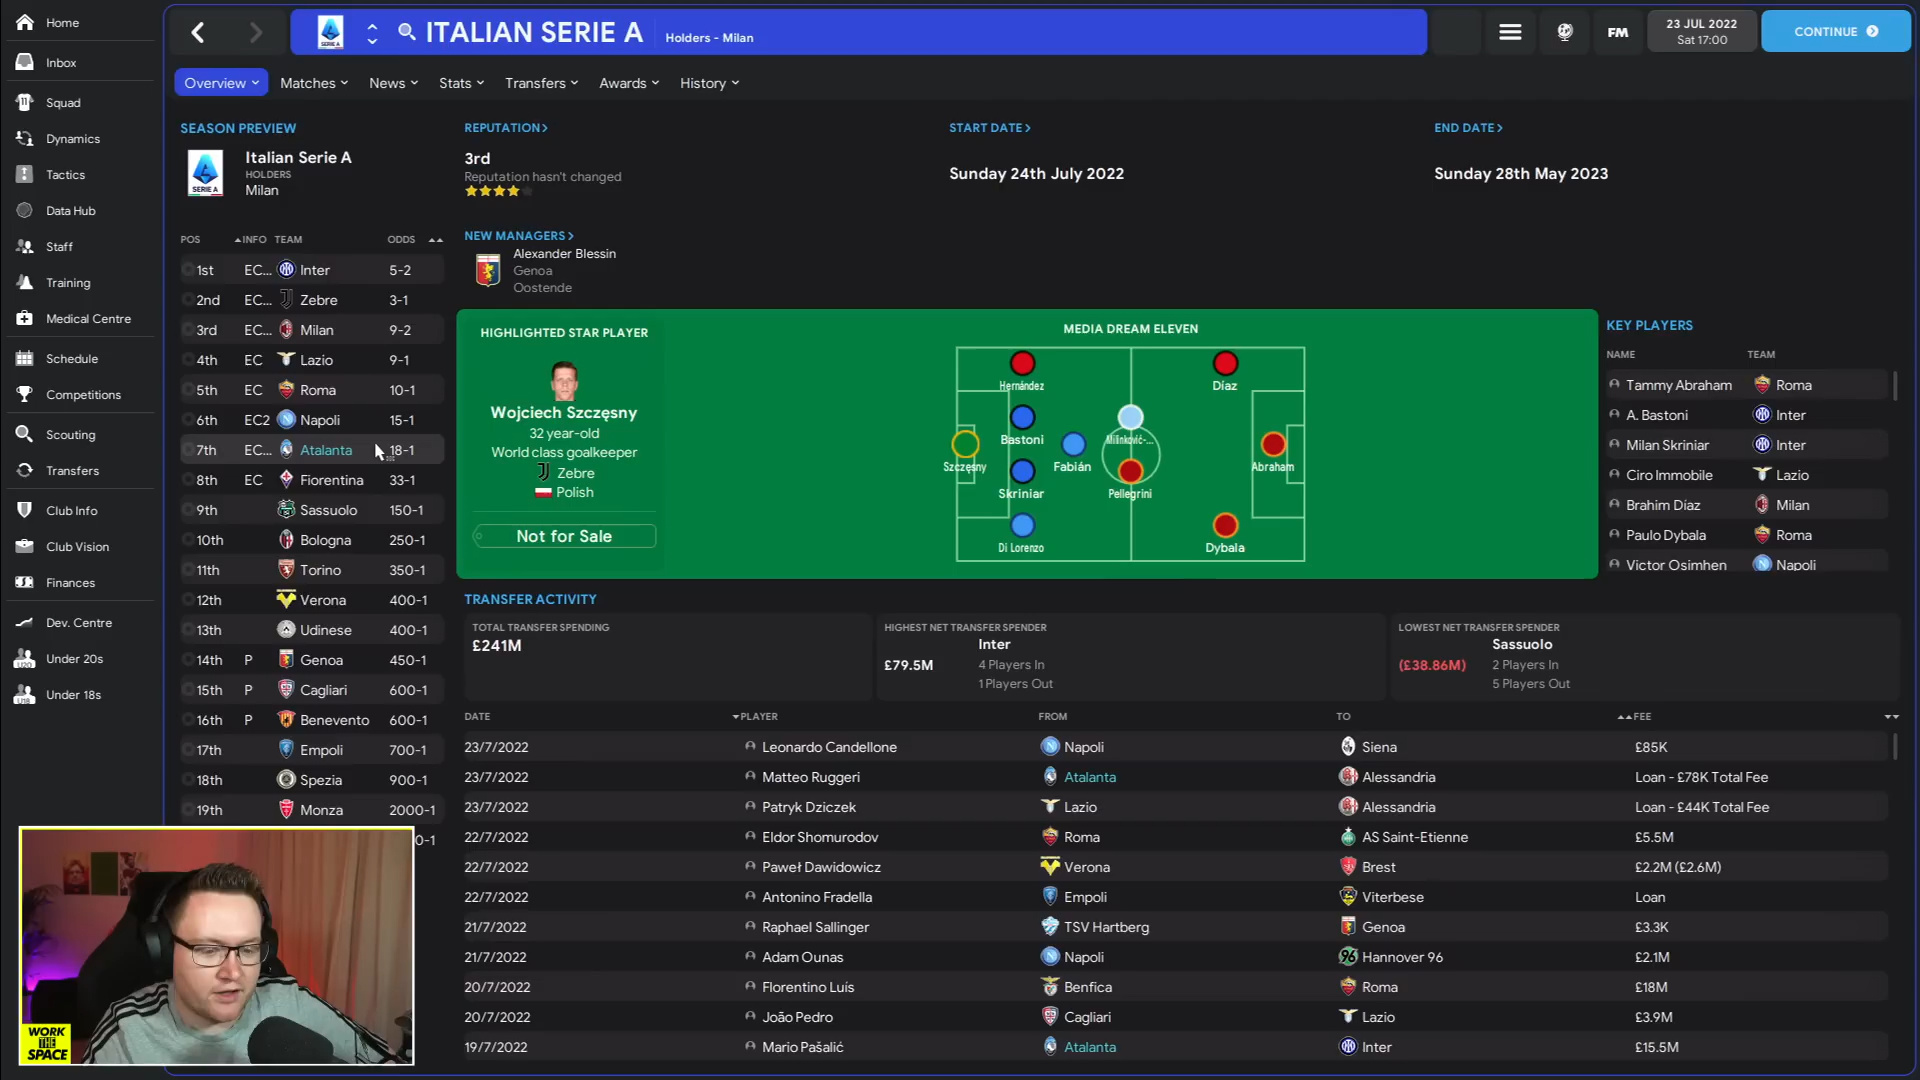 Home
Inbox
Squad
Dynamics
Tactics
Data Hub
Staff
Training
Medical Centre
Schedule
Competitions
Scouting
Transfers
Club Info
Club Vision
Finances
Dev. Centre
Under 20s
Under 18s
SERIE A
ITALIAN SERIE A
Holders - Milan
FM
23 JUL 2022
Sat 17:00
CONTINUE
Overview
Matches
News
Stats
Transfers
Awards
History
SEASON PREVIEW
SERIE A
Italian Serie A
HOLDERS
Milan
REPUTATION>
3rd
Reputation hasn't changed
START DATE>
Sunday 24th July 2022
END DATE>
Sunday 28th May 2023
NEW MANAGERS>
Alexander Blessin
Genoa
Oostende
POS INFO TEAM ODDS
1st EC... Inter 5-2
2nd EC... Zebre 3-1
3rd EC... Milan 9-2
4th EC Lazio 9-1
5th EC Roma 10-1
6th EC2 Napoli 15-1
7th EC... Atalanta 18-1
8th EC Fiorentina 33-1
9th Sassuolo 150-1
10th Bologna 250-1
11th Torino 350-1
12th Verona 400-1
13th Udinese 400-1
14th P Genoa 450-1
15th P Cagliari 600-1
16th P Benevento 600-1
17th Empoli 700-1
18th Spezia 900-1
19th Monza 2000-1
0-1
HIGHLIGHTED STAR PLAYER
Wojciech Szczęsny
32 year-old
World class goalkeeper
Zebre
Polish
Not for Sale
MEDIA DREAM ELEVEN
Hernández
Díaz
Bastoni
Milinković-...
Szczęsny
Fabián
Abraham
Skriniar
Pellegrini
Di Lorenzo
Dybala
KEY PLAYERS
NAME TEAM
Tammy Abraham Roma
A. Bastoni Inter
Milan Skriniar Inter
Ciro Immobile Lazio
Brahim Díaz Milan
Paulo Dybala Roma
Victor Osimhen Napoli
TRANSFER ACTIVITY
TOTAL TRANSFER SPENDING
£241M
HIGHEST NET TRANSFER SPENDER
£79.5M
Inter
4 Players In
1 Players Out
LOWEST NET TRANSFER SPENDER
(£38.86M)
Sassuolo
2 Players In
5 Players Out
DATE PLAYER FROM TO FEE
23/7/2022 Leonardo Candellone Napoli Siena £85K
23/7/2022 Matteo Ruggeri Atalanta Alessandria Loan - £78K Total Fee
23/7/2022 Patryk Dziczek Lazio Alessandria Loan - £44K Total Fee
22/7/2022 Eldor Shomurodov Roma AS Saint-Etienne £5.5M
22/7/2022 Paweł Dawidowicz Verona Brest £2.2M (£2.6M)
22/7/2022 Antonino Fradella Empoli Viterbese Loan
21/7/2022 Raphael Sallinger TSV Hartberg Genoa £3.3K
21/7/2022 Adam Ounas Napoli Hannover 96 £2.1M
20/7/2022 Florentino Luís Benfica Roma £18M
20/7/2022 João Pedro Cagliari Lazio £3.9M
19/7/2022 Mario Pašalić Atalanta Inter £15.5M
WORK
THE
SPACE